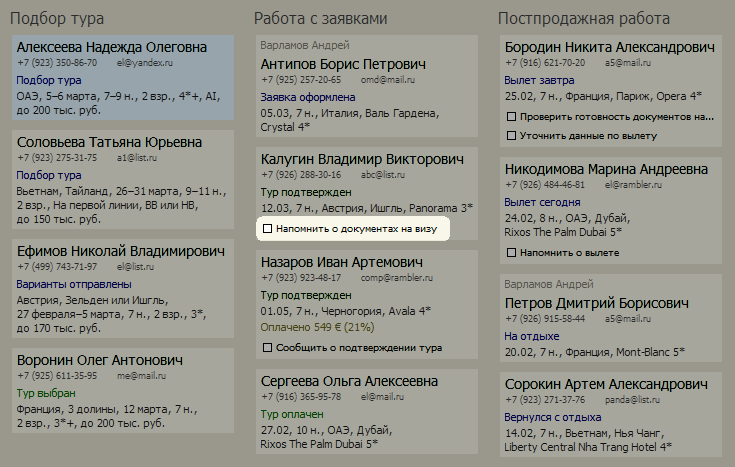 Подбор тура
Алексеева Надежда Олеговна
+7 (923) 350-86-70 el@yandex.ru
Подбор тура
ОАЭ, 5–6 марта, 7–9 н., 2 взр., 4*+, AI,
до 200 тыс. руб.
Соловьева Татьяна Юрьевна
+7 (923) 275-31-75 a1@list.ru
Подбор тура
Вьетнам, Тайланд, 26–31 марта, 9–11 н.,
2 взр., На первой линии, BB или HB,
до 150 тыс. руб.
Ефимов Николай Владимирович
+7 (499) 743-71-97 el@list.ru
Варианты отправлены
Австрия, Зельден или Ишгль,
27 февраля–5 марта, 7 н., 2 взр., 3*,
до 170 тыс. руб.
Воронин Олег Антонович
+7 (925) 611-35-95 me@mail.ru
Тур выбран
Франция, 3 долины, 12 марта, 7 н.,
2 взр., 3*+, до 200 тыс. руб.
Работа с заявками
Варламов Андрей
Антипов Борис Петрович
+7 (925) 257-20-65 omd@mail.ru
Заявка оформлена
05.03, 7 н., Италия, Валь Гардена,
Crystal 4*
Калугин Владимир Викторович
+7 (926) 288-30-16 abc@list.ru
Тур подтвержден
12.03, 7 н., Австрия, Ишгль, Panorama 3*
Напомнить о документах на визу
Назаров Иван Артемович
+7 (923) 923-48-17 comp@rambler.ru
Тур подтвержден
01.05, 7 н., Черногория, Avala 4*
Оплачено 549 € (21%)
Сообщить о подтверждении тура
Сергеева Ольга Алексеевна
+7 (916) 365-95-78 el@mail.ru
Тур оплачен
27.02, 10 н., ОАЭ, Дубай,
Rixos The Palm Dubai 5*
Постпродажная работа
Бородин Никита Александрович
+7 (916) 621-70-20 a5@mail.ru
Вылет завтра
25.02, 7 н., Франция, Париж, Opera 4*
Проверить готовность документов на...
Уточнить данные по вылету
Никодимова Марина Андреевна
+7 (926) 484-46-81 el@rambler.ru
Вылет сегодня
24.02, 8 н., ОАЭ, Дубай,
Rixos The Palm Dubai 5*
Напомнить о вылете
Варламов Андрей
Петров Дмитрий Борисович
+7 (926) 915-58-44 a5@mail.ru
На отдыхе
20.02, 7 н., Франция, Mont-Blanc 5*
Сорокин Артем Александрович
+7 (923) 271-37-76 panda@list.ru
Вернулся с отдыха
14.02, 7 н., Вьетнам, Нья Чанг,
Liberty Central Nha Trang Hotel 4*